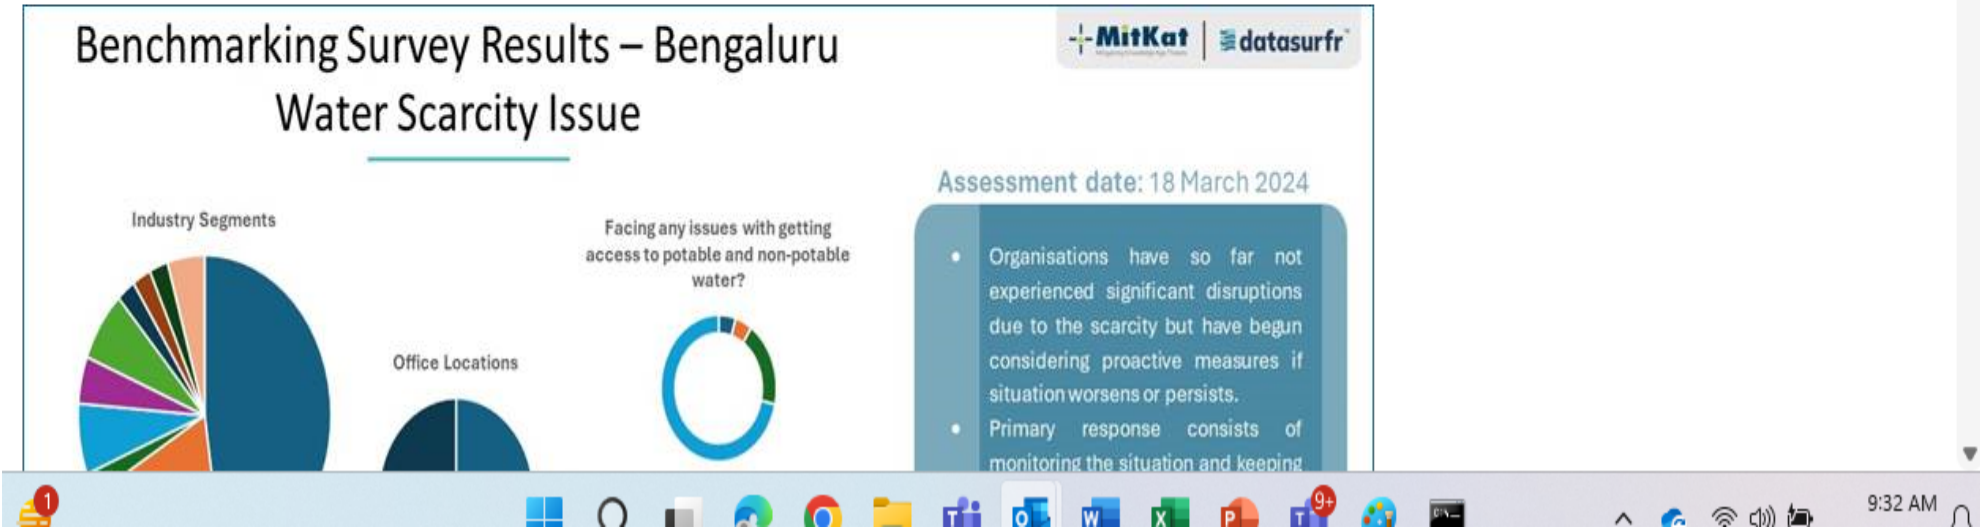 Benchmarking Survey Results – Bengaluru
Water Scarcity Issue
MitKat
datasurfr
Assessment date: 18 March 2024
Industry Segments
Facing any issues with getting
access to potable and non-potable
water?
Office Locations
• Organisations have so far not
experienced significant disruptions
due to the scarcity but have begun
considering proactive measures if
situation worsens or persists.
• Primary response consists of
monitoring the situation and keeping
1
9+
9:32 AM